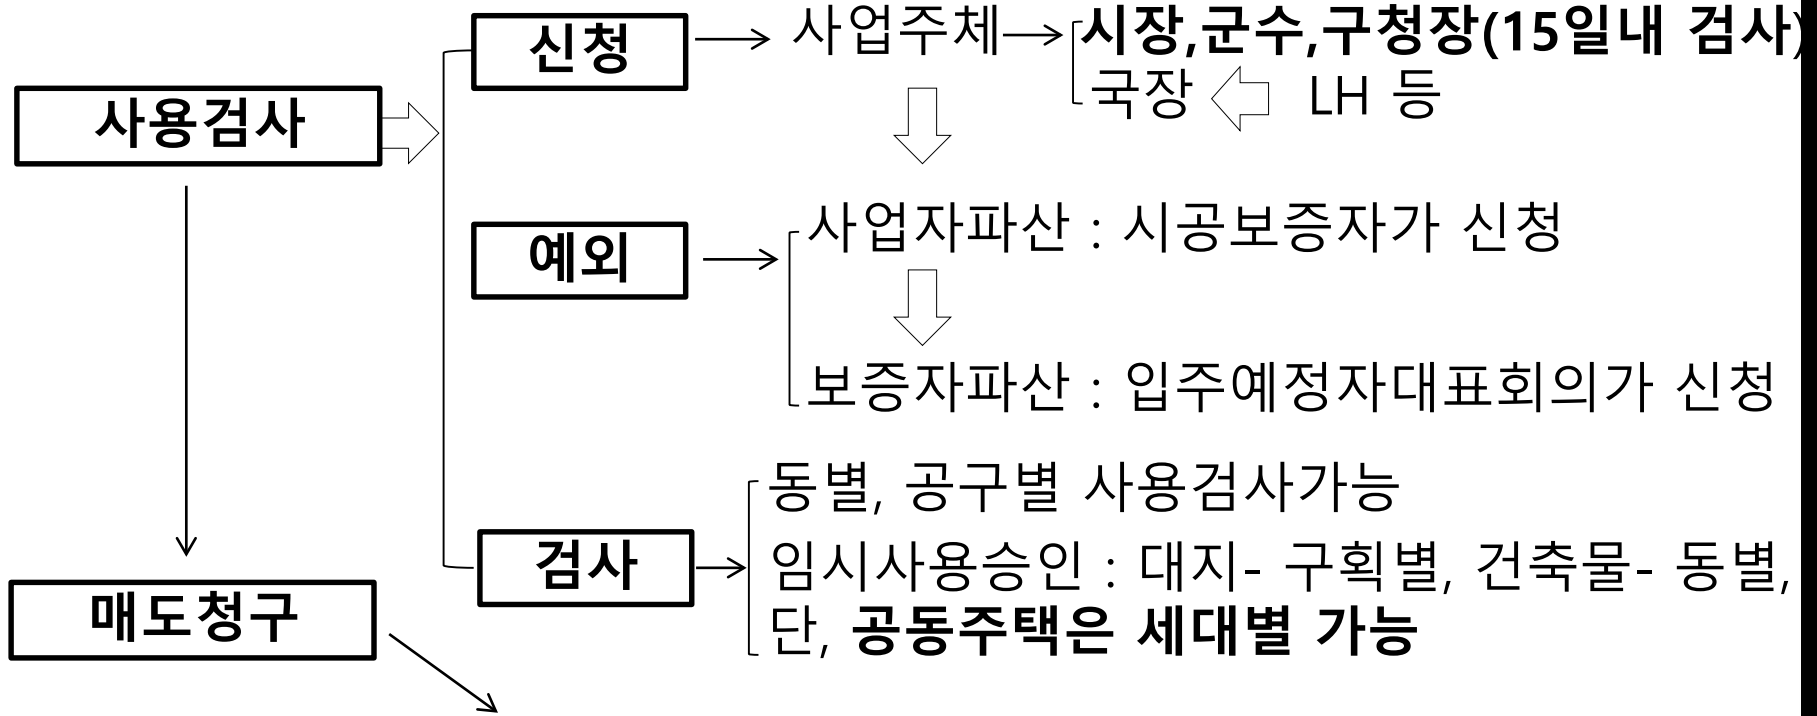 신청
사업주체
시장,군수,구청장(15일내 검사)
국장
LH 등
사용검사
예외
사업자파산 : 시공보증자가 신청
보증자파산 : 입주예정자대표회의가 신청
검사
동별, 공구별 사용검사가능
임시사용승인 : 대지- 구획별, 건축물- 동별,
단, 공동주택은 세대별 가능
매도청구